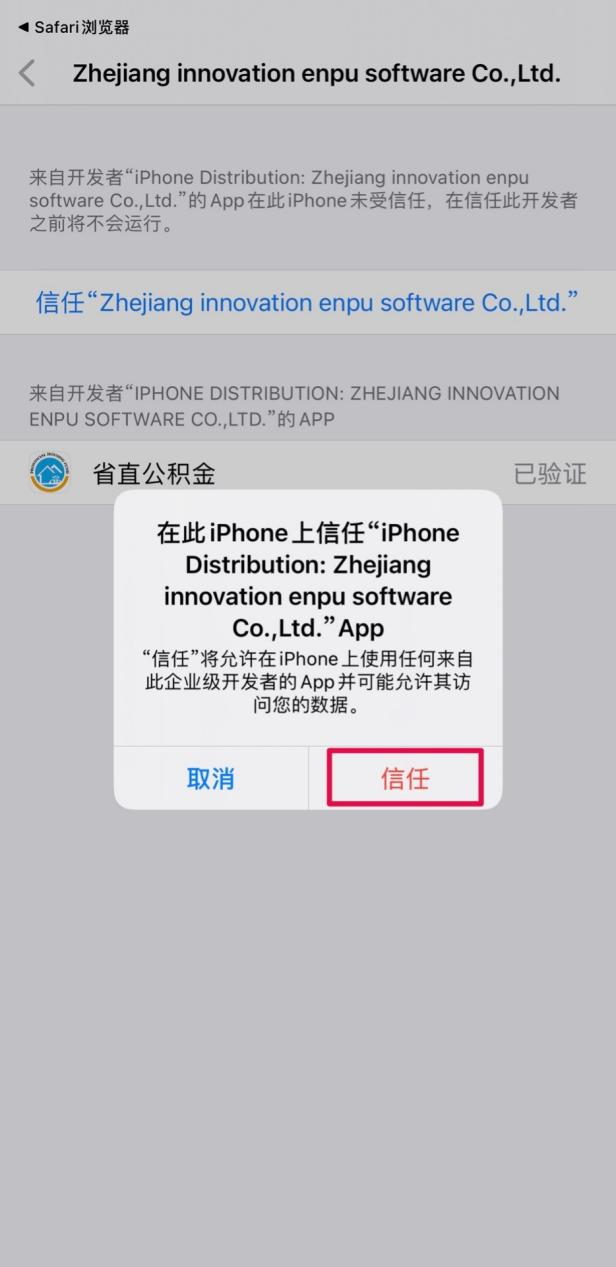 ◀ Safari浏览器
Zhejiang innovation enpu software Co.,Ltd.
来自开发者“iPhone Distribution: Zhejiang innovation enpu
software Co.,Ltd.”的App在此iPhone未受信任，在信任此开发者
之前将不会运行。
信任“Zhejiang innovation enpu software Co.,Ltd.”
来自开发者“IPHONE DISTRIBUTION: ZHEJIANG INNOVATION
ENPU SOFTWARE CO.,LTD.”的APP
省直公积金 已验证
在此iPhone上信任“iPhone
Distribution: Zhejiang
innovation enpu software
Co.,Ltd.”App
“信任”将允许在iPhone上使用任何来自
此企业级开发者的App并可能允许其访
问您的数据。
取消 信任